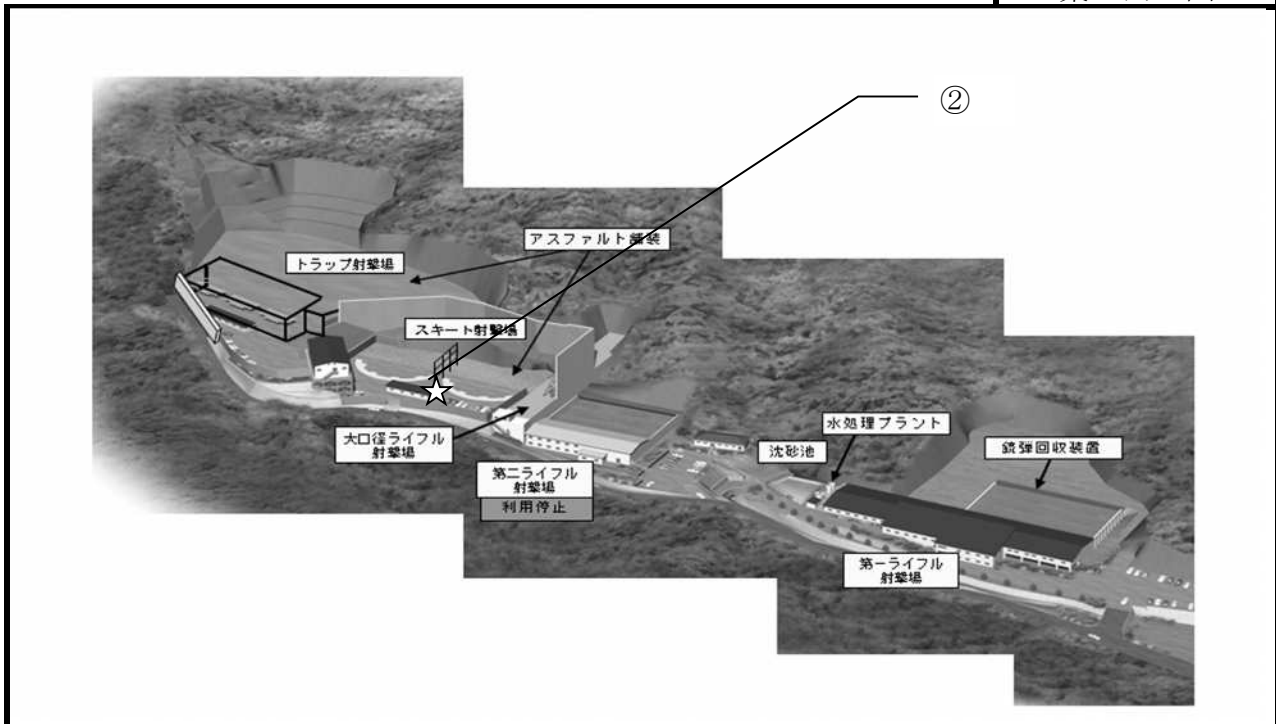 ②
アスファルト舗装
トラップ射撃場
スキート射撃場
大口径ライフル
射撃場
第二ライフル
射撃場
利用停止
沈砂池
水処理プラント
銃弾回収装置
第一ライフル
射撃場